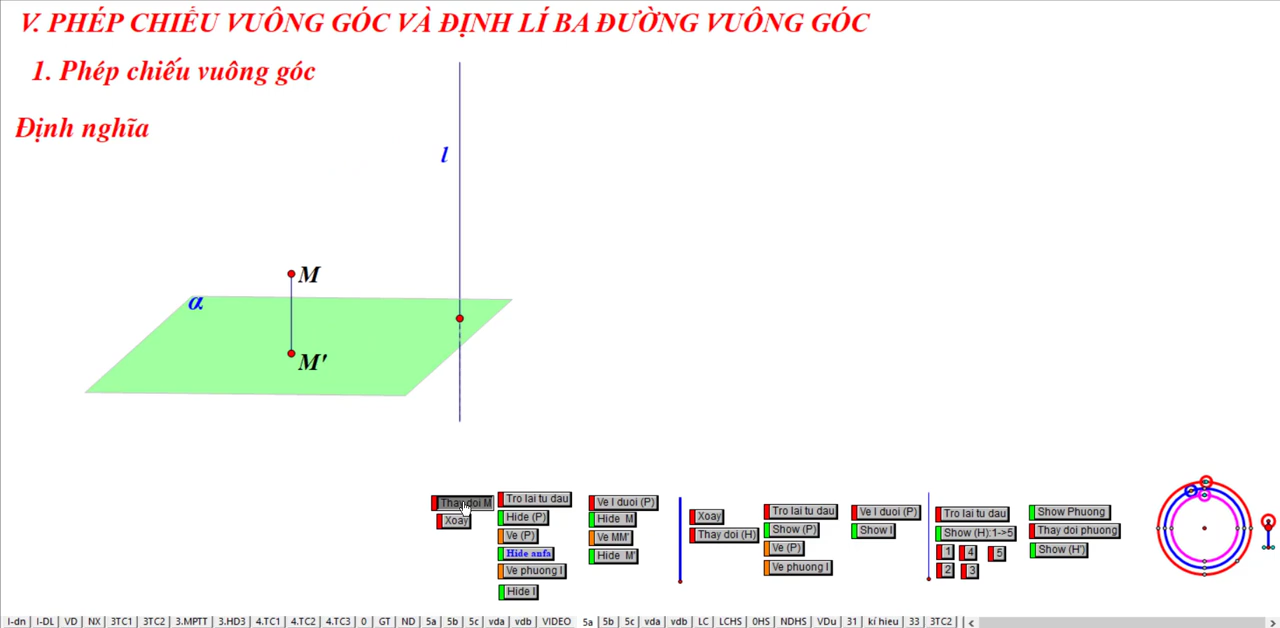 V. PHÉP CHIẾU VUÔNG GÓC VÀ ĐỊNH LÍ BA ĐƯỜNG VUÔNG GÓC
1. Phép chiếu vuông góc
Định nghĩa
l
M
α
M'
Thay doi M
Xoay
Tro lai tu dau
Hide (P)
Ve (P)
Hide anfa
Ve phuong l
Hide l
Ve l duoi (P)
Hide M
Ve MM'
Hide M'
Xoay
Thay doi (H)
Tro lai tu dau
Show (P)
Ve (P)
Ve phuong l
Ve l duoi (P)
Show l
Tro lai tu dau
Show (H):1->5
1 4 5
2 3
Show Phuong
Thay doi phuong
Show (H')
I-dn | I-DL | VD | NX | 3TC1 | 3TC2 | 3.MPTT | 3.HD3 | 4.TC1 | 4.TC2 | 4.TC3 | 0 | GT | ND | 5a | 5b | 5c | vda | vdb | VIDEO | 5a | 5b | 5c | vda | vdb | LC | LCHS | 0HS | NDHS | VDu | 31 | kí hieu | 33 | 3TC2 |